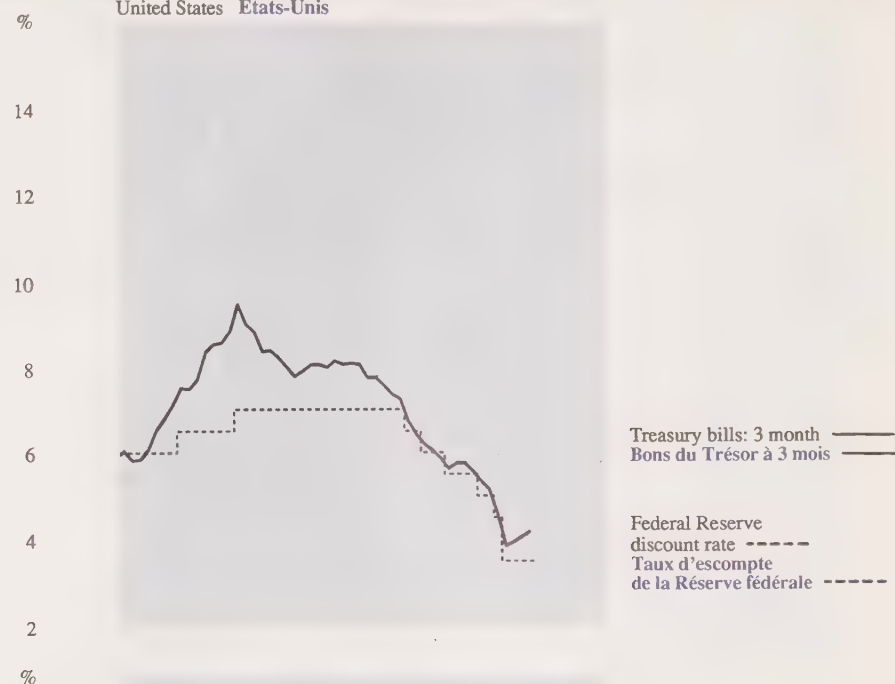 United States Etats-Unis
%
14
12
10
8
6
4
2
%
Treasury bills: 3 month
Bons du Trésor à 3 mois
Federal Reserve
discount rate
Taux d'escompte
de la Réserve fédérale